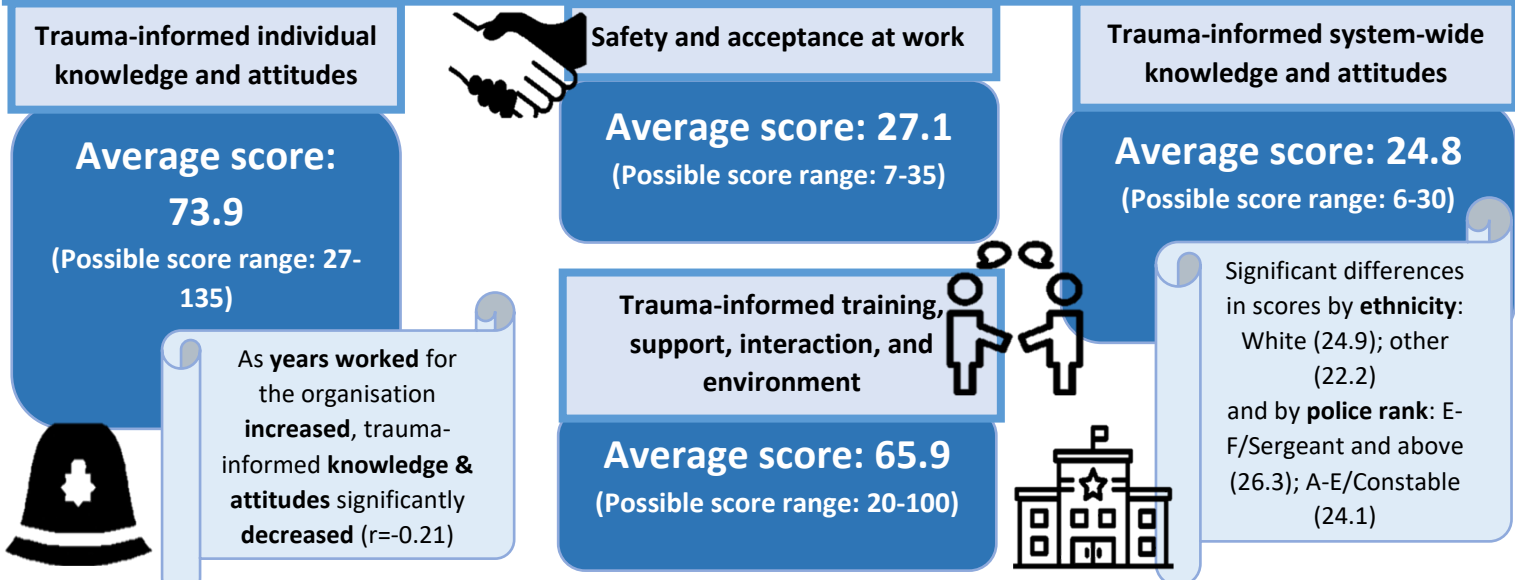 Trauma-informed individual
knowledge and attitudes
Average score:
73.9
(Possible score range: 27-
135)
As years worked for
the organisation
increased, trauma-
informed knowledge &
attitudes significantly
decreased (r=-0.21)
Safety and acceptance at work
Average score: 27.1
(Possible score range: 7-35)
Trauma-informed training,
support, interaction, and
environment
Average score: 65.9
(Possible score range: 20-100)
Trauma-informed system-wide
knowledge and attitudes
Average score: 24.8
(Possible score range: 6-30)
Significant differences
in scores by ethnicity:
White (24.9); other
(22.2)
and by police rank: E-
F/Sergeant and above
(26.3); A-E/Constable
(24.1)